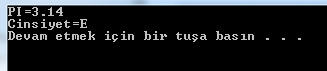 PI=3.14
Cinsiyet=E
Devam etmek için bir tuşa basın . . .